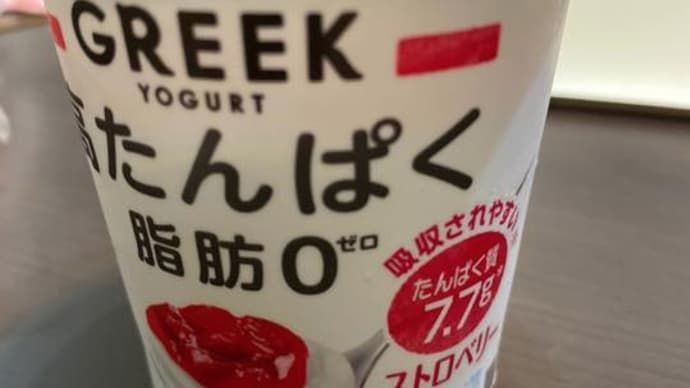 GREEK
YOGURT
高たんぱく
脂肪0ゼロ
吸収されやすい
たんぱく質
7.7g
ストロベリー